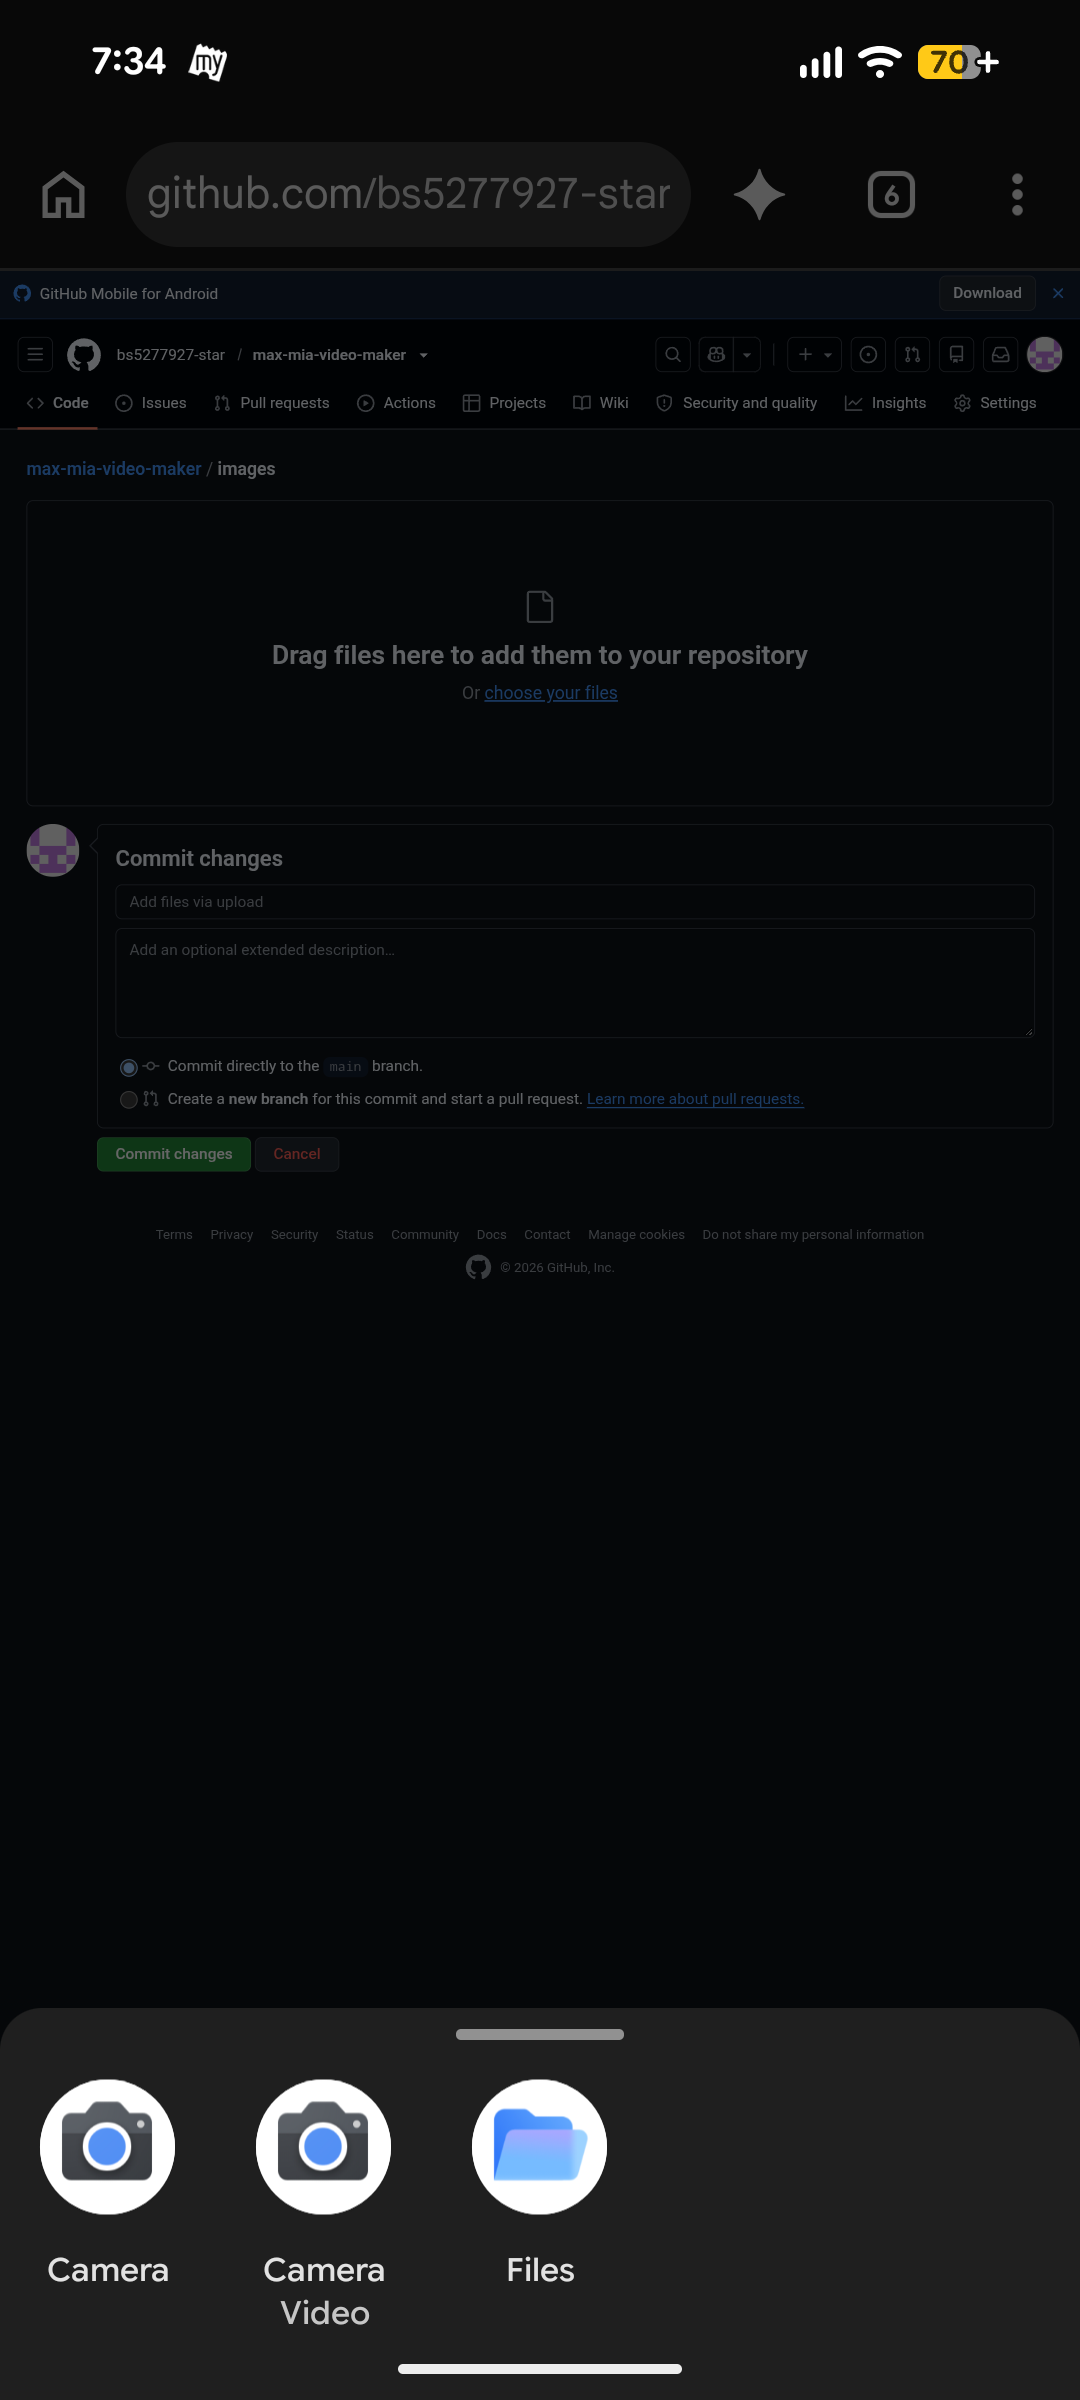 7:34 my 70+
github.com/bs5277927-star 6
GitHub Mobile for Android Download
bs5277927-star / max-mia-video-maker
Code Issues Pull requests Actions Projects Wiki Security and quality Insights Settings
max-mia-video-maker / images
Drag files here to add them to your repository
Or choose your files
Commit changes
Add files via upload
Add an optional extended description...
Commit directly to the main branch.
Create a new branch for this commit and start a pull request. Learn more about pull requests.
Commit changes Cancel
Terms Privacy Security Status Community Docs Contact Manage cookies Do not share my personal information
© 2026 GitHub, Inc.
Camera Camera Files
Video